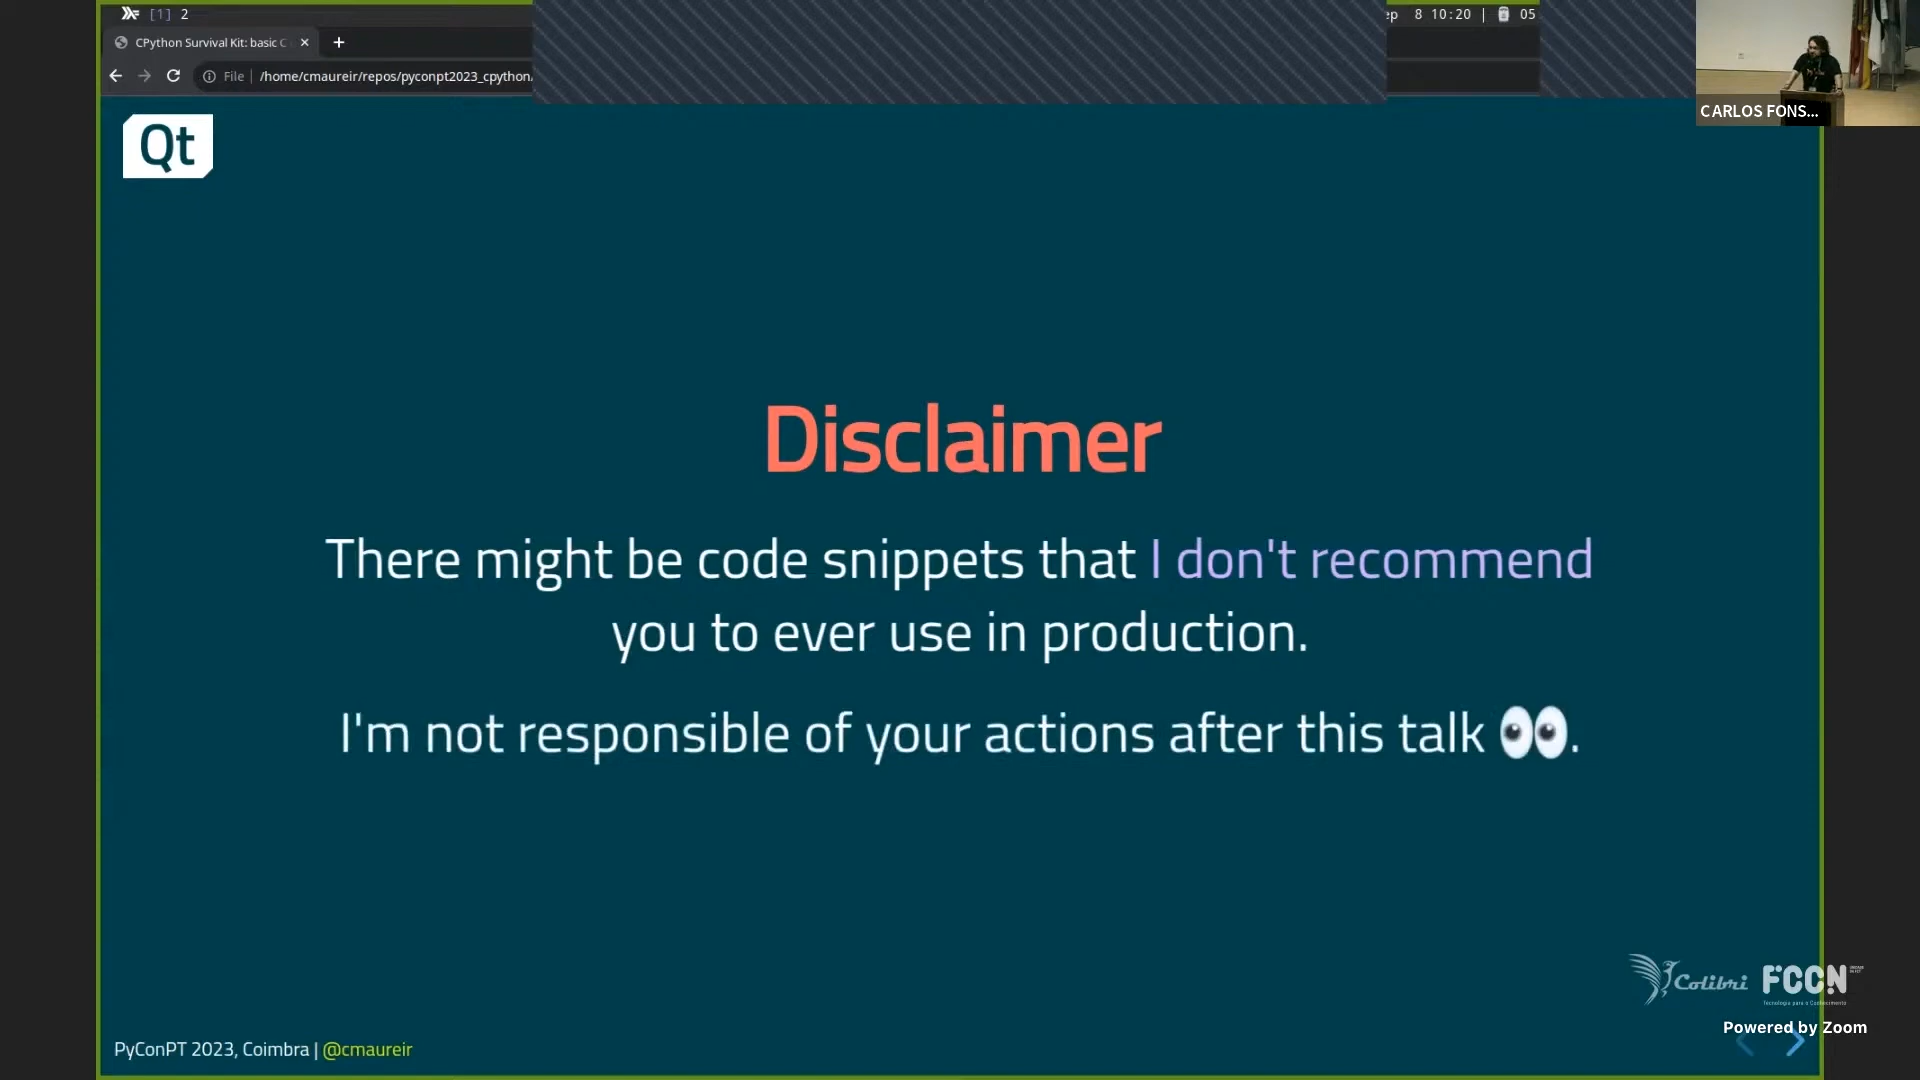 [1] 2
ep 8 10:20 | 05
CPython Survival Kit: basic C
File | /home/cmaureir/repos/pyconpt2023_cpython/
CARLOS FONS...
Qt
Disclaimer
There might be code snippets that I don't recommend
you to ever use in production.
I'm not responsible of your actions after this talk 👀.
Colibri FCCN
Powered by Zoom
PyConPT 2023, Coimbra | @cmaureir